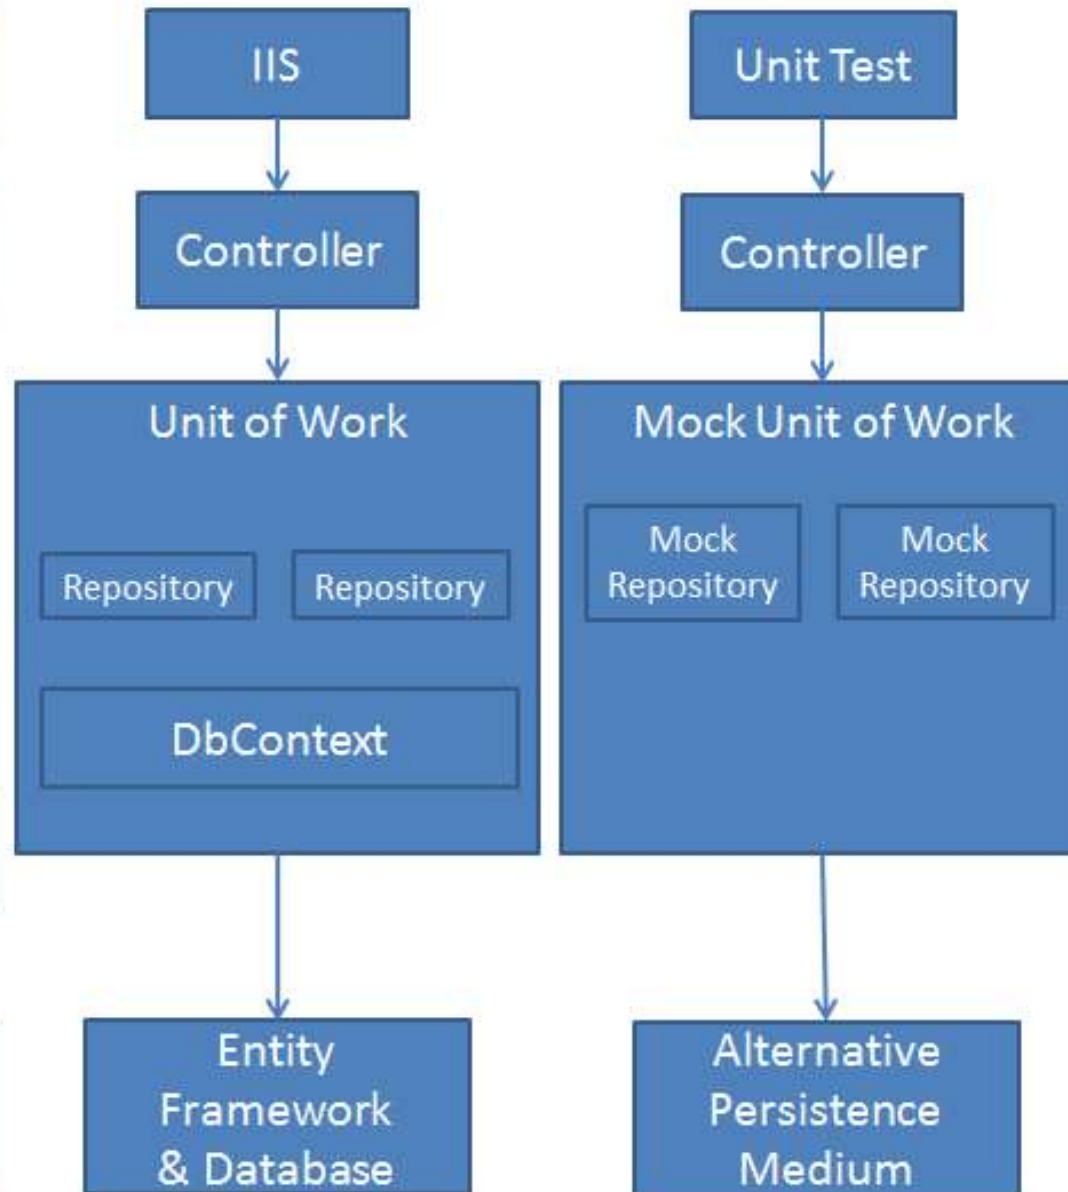 IIS
Controller
Unit of Work
Repository
Repository
DbContext
Entity
Framework
& Database
Unit Test
Controller
Mock Unit of Work
Mock
Repository
Mock
Repository
Alternative
Persistence
Medium